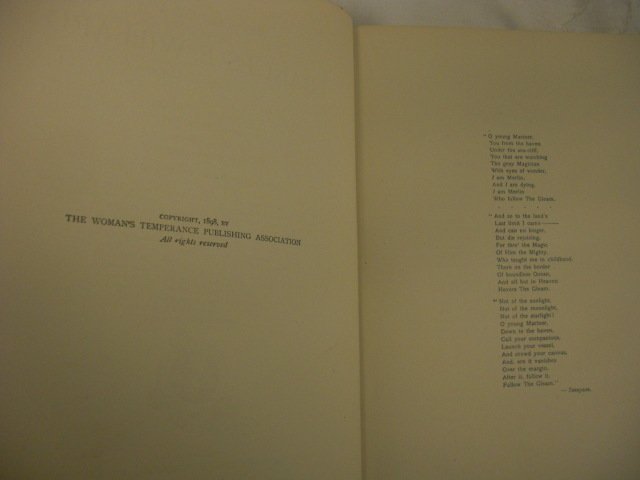 COPYRIGHT, 1898, BY
THE WOMAN'S TEMPERANCE PUBLISHING ASSOCIATION
All rights reserved
"O young Mariner,
You from the haven
Under the sea-cliff,
You that are watching
The gray Magician
With eyes of wonder,
I am Merlin,
And I am dying,
I am Merlin
Who follow The Gleam.
. . . . . .
"And so to the land's
Last limit I came——
And can no longer,
But die rejoicing,
For thro' the Magic
Of Him the Mighty,
Who taught me in childhood,
There on the border
Of boundless Ocean,
And all but in Heaven
Hovers The Gleam.
"Not of the sunlight,
Not of the moonlight,
Not of the starlight!
O young Mariner,
Down to the haven,
Call your companions,
Launch your vessel,
And crowd your canvas,
And, ere it vanishes
Over the margin,
After it, follow it,
Follow The Gleam."
—Tennyson.